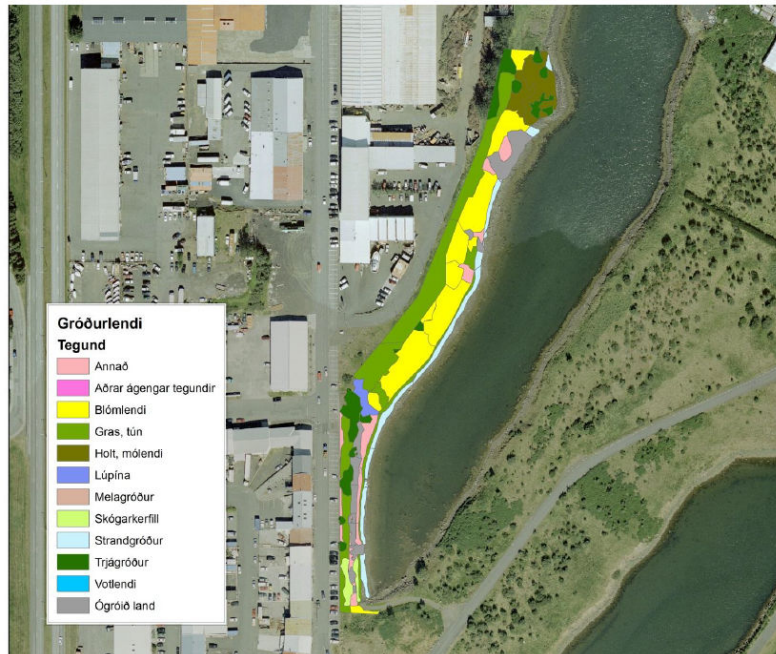 Gróðurlendi
Tegund
Annað
Aðrar ágengar tegundir
Blómlendi
Gras, tún
Holt, mólendi
Lúpína
Melagróður
Skógarkerfill
Strandgróður
Trjágróður
Votlendi
Ógróið land